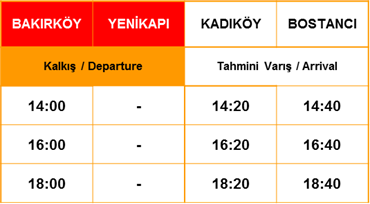 BAKIRKÖY YENİKAPI KADIKÖY BOSTANCI
Kalkış / Departure Tahmini Varış / Arrival
14:00 - 14:20 14:40
16:00 - 16:20 16:40
18:00 - 18:20 18:40